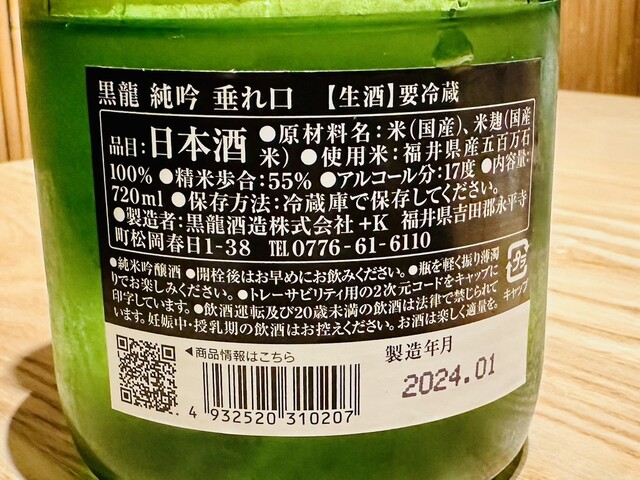 黒龍 純吟 垂れ口 【生酒】要冷蔵
品目:日本酒 ●原材料名:米(国産)、米麹(国産
米) ●使用米:福井県産五百万石
100% ●精米歩合:55% ●アルコール分:17度 ●内容量:
720ml ●保存方法:冷蔵庫で保存してください。
●製造者:黒龍酒造株式会社+K 福井県吉田郡永平寺
町松岡春日1-38 TEL0776-61-6110
●純米吟醸酒 ●開栓後はお早めにお飲みください。 ●瓶を軽く振り薄濁
りでお楽しみください。 ●トレーサビリティ用の2次元コードをキャップに
印字しています。 ●飲酒運転及び20歳未満の飲酒は法律で禁じられて
います。妊娠中・授乳期の飲酒はお控えください。お酒は楽しく適量を。
プラ
キャップ
◀商品情報はこちら
製造年月
2024.01
4 932520 310207